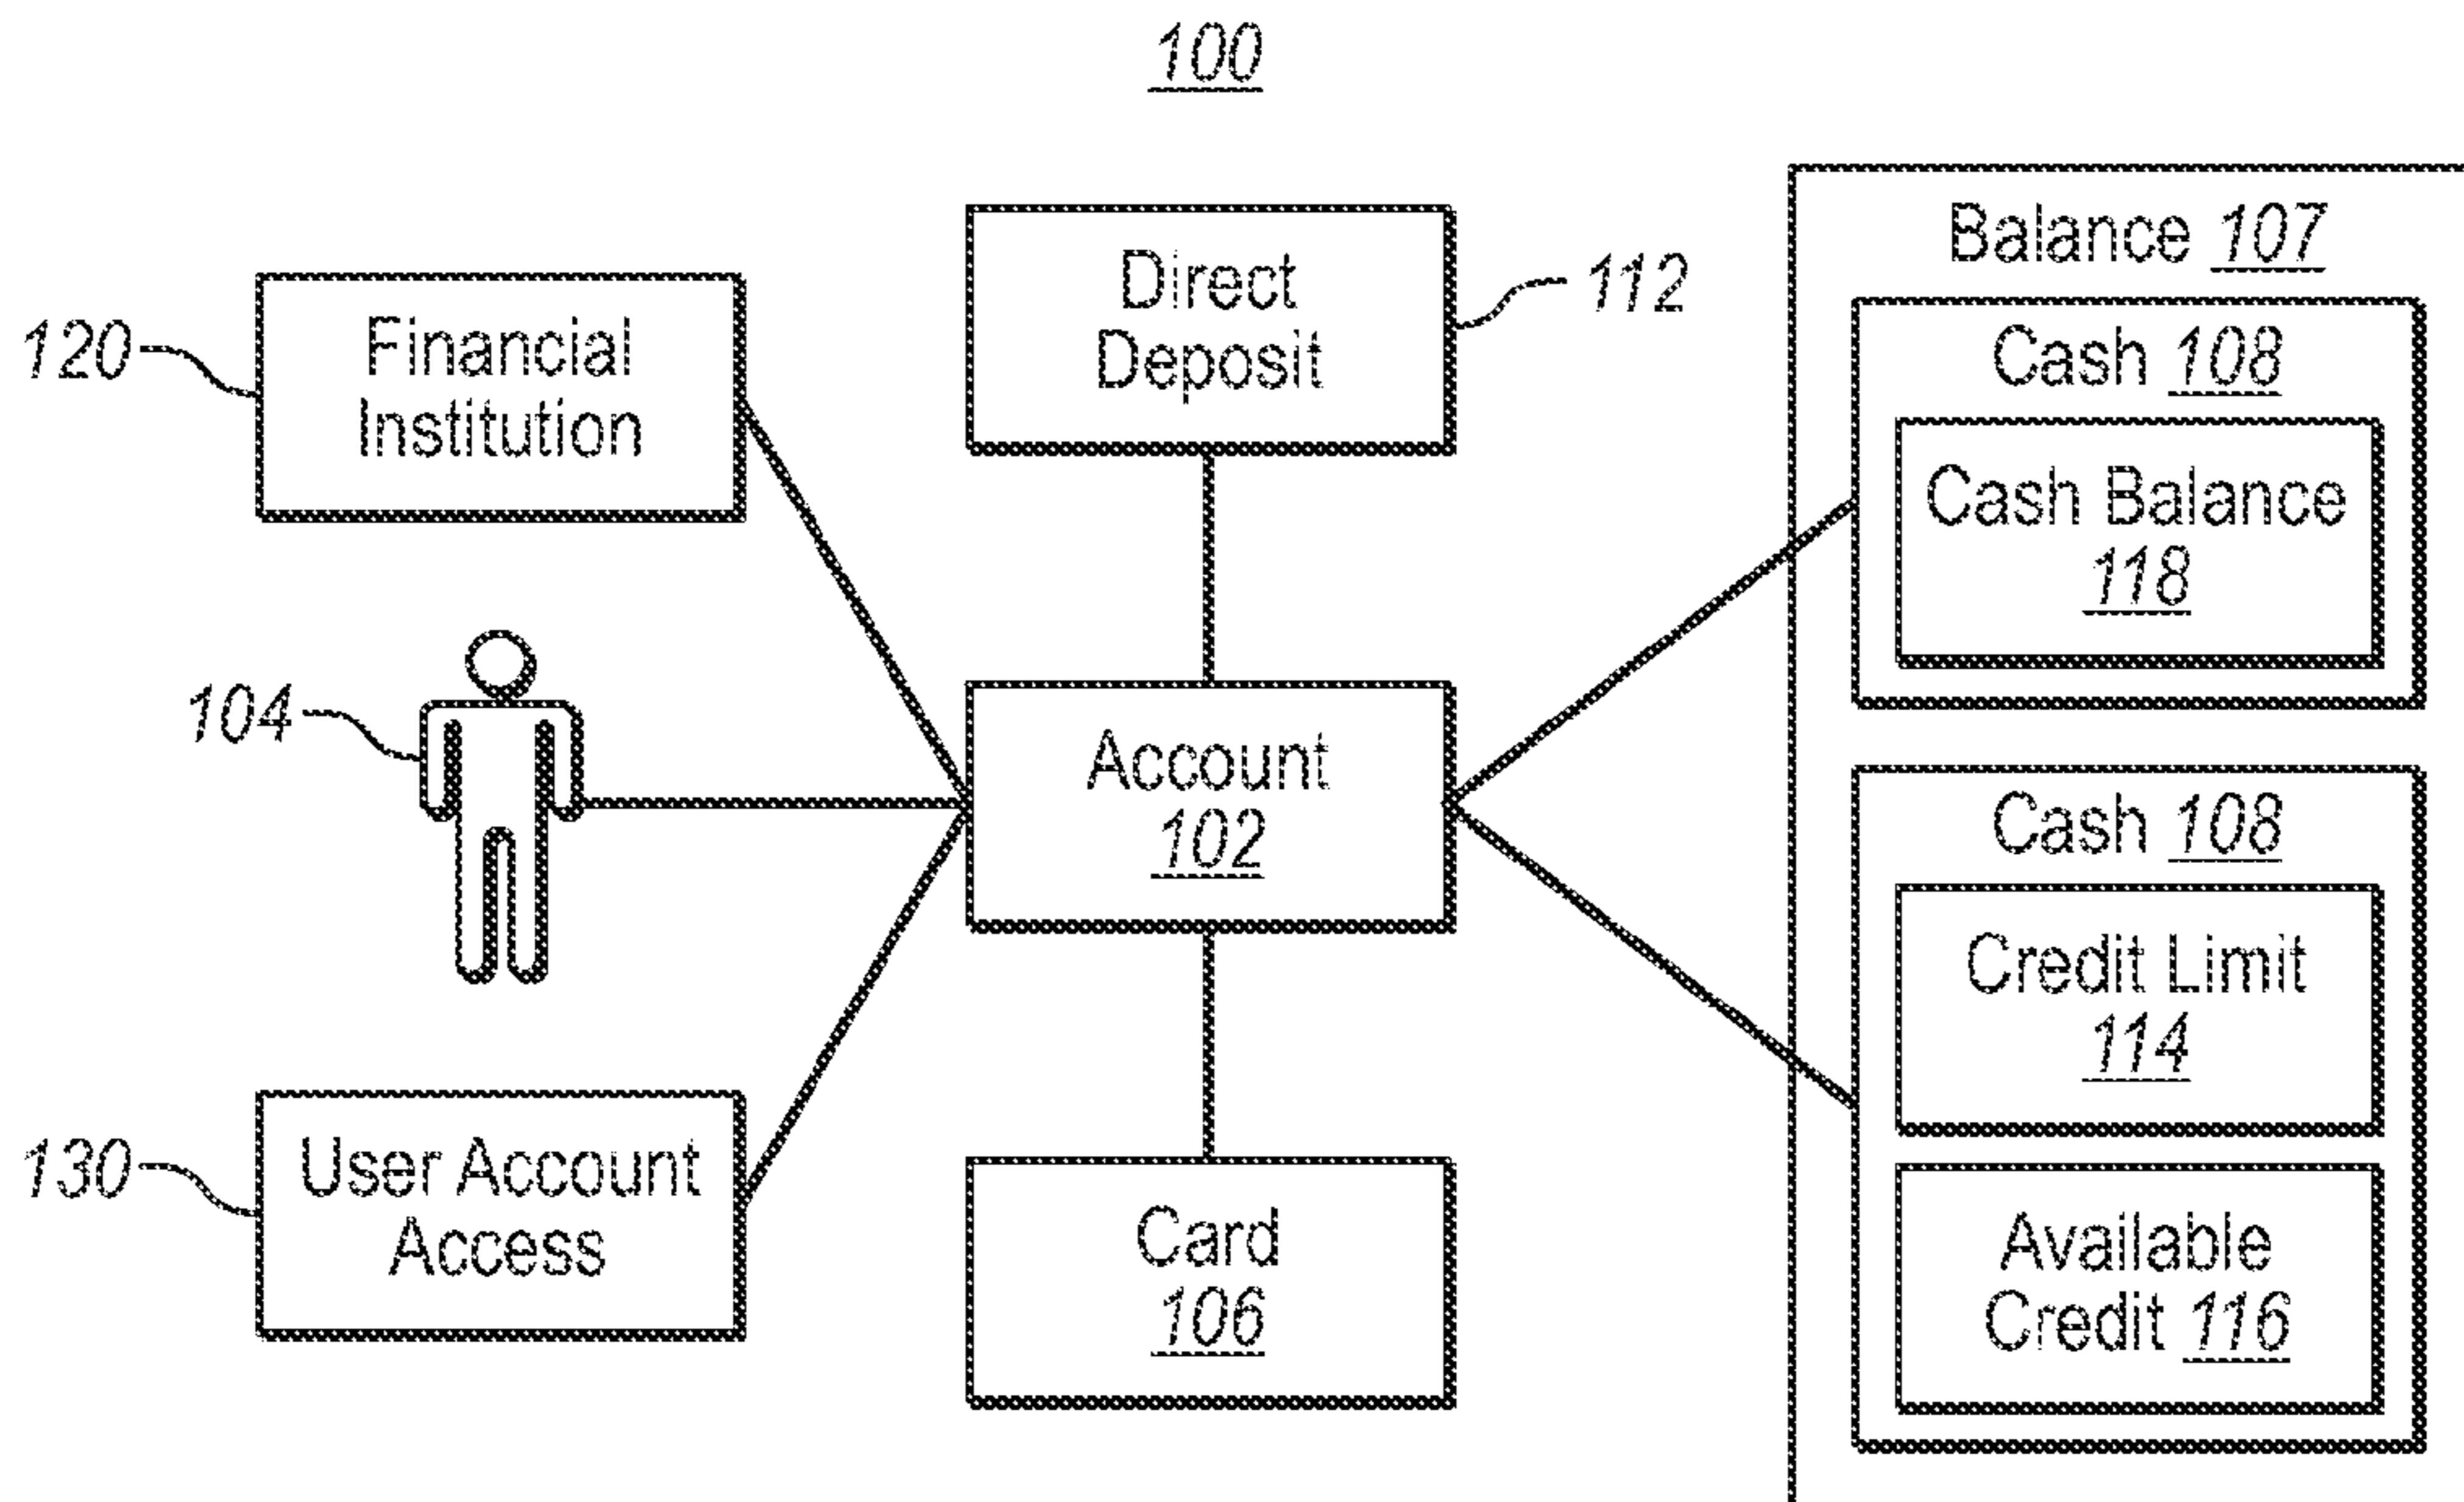 100
120
Financial
Institution
104
130
User Account
Access
Direct
Deposit
112
Account
102
Card
106
Balance 107
Cash 108
Cash Balance
118
Cash 108
Credit Limit
114
Available
Credit 116